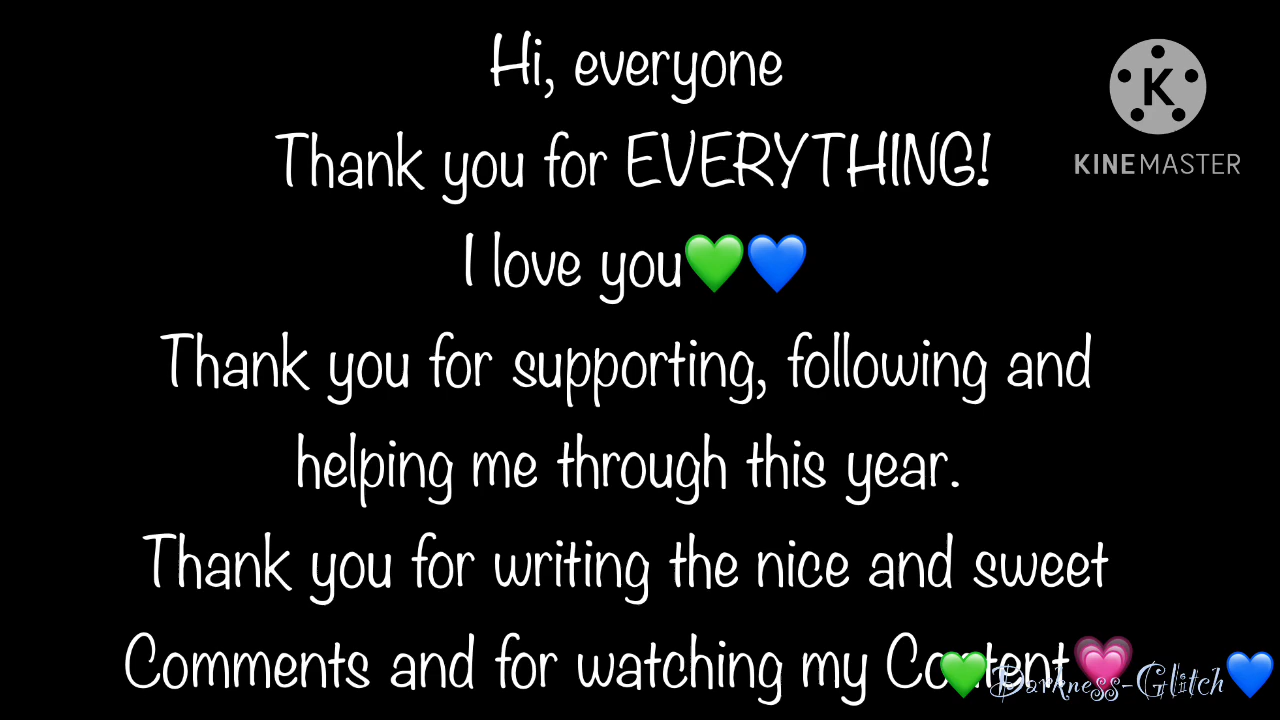 Hi, everyone
Thank you for EVERYTHING!
I love you💚💙
Thank you for supporting, following and
helping me through this year.
Thank you for writing the nice and sweet
Comments and for watching my Content💗
K
KINEMASTER
💚Darkness-Glitch💙